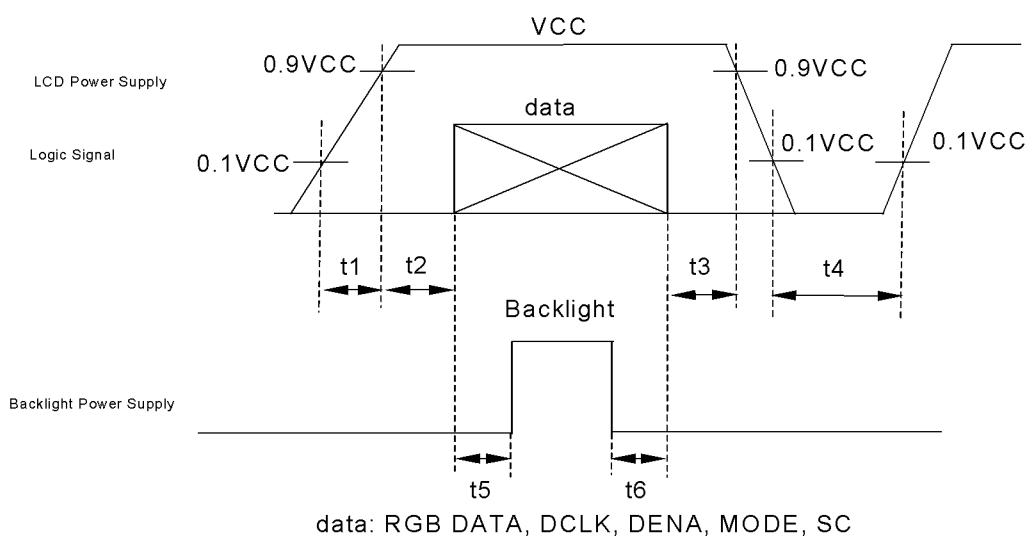 VCC
0.9VCC
0.9VCC
LCD Power Supply
data
Logic Signal
0.1VCC
0.1VCC
0.1VCC
t1
t2
t3
t4
Backlight
Backlight Power Supply
t5
t6
data: RGB DATA, DCLK, DENA, MODE, SC